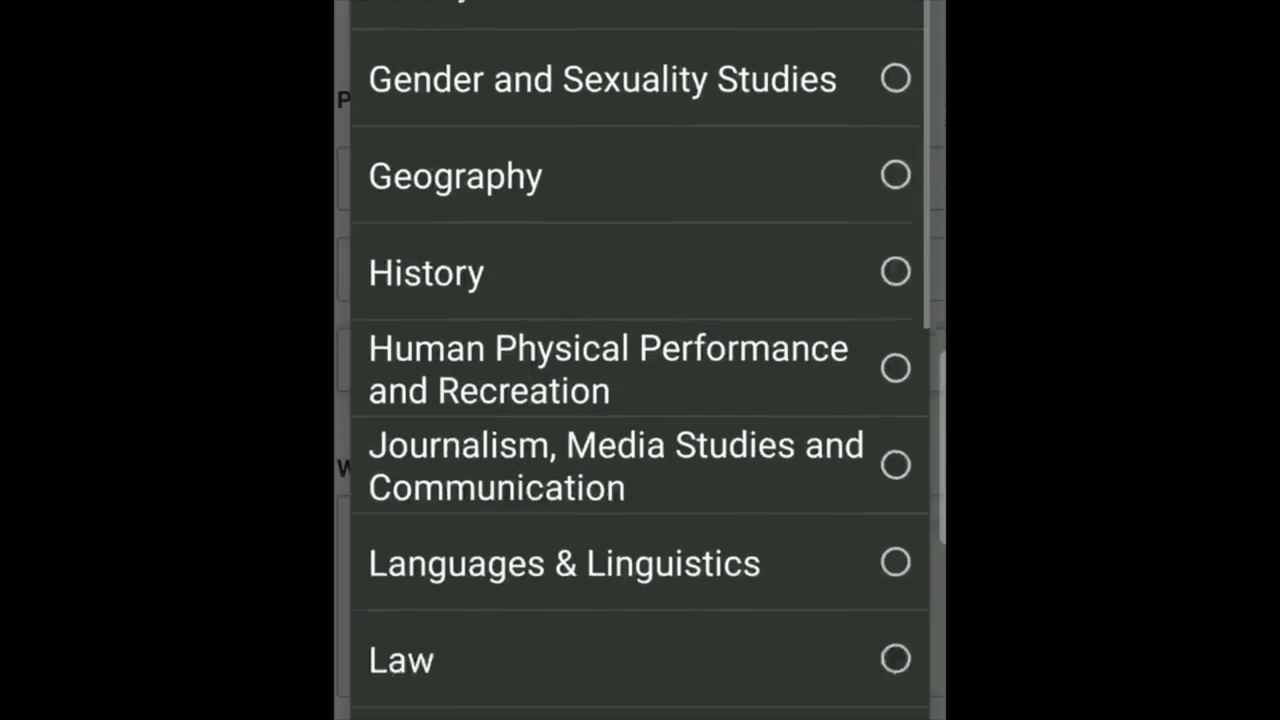 P
Gender and Sexuality Studies
Geography
History
Human Physical Performance
and Recreation
Journalism, Media Studies and
Communication
W
Languages & Linguistics
Law